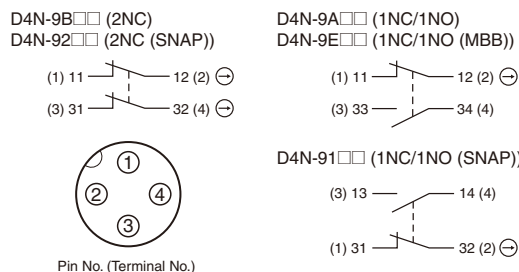 D4N-9B□□ (2NC)
D4N-92□□ (2NC (SNAP))
(1) 11 12 (2)
(3) 31 32 (4)
1
2 4
3
Pin No. (Terminal No.)
D4N-9A□□ (1NC/1NO)
D4N-9E□□ (1NC/1NO (MBB))
(1) 11 12 (2)
(3) 33 34 (4)
D4N-91□□ (1NC/1NO (SNAP))
(3) 13 14 (4)
(1) 31 32 (2)